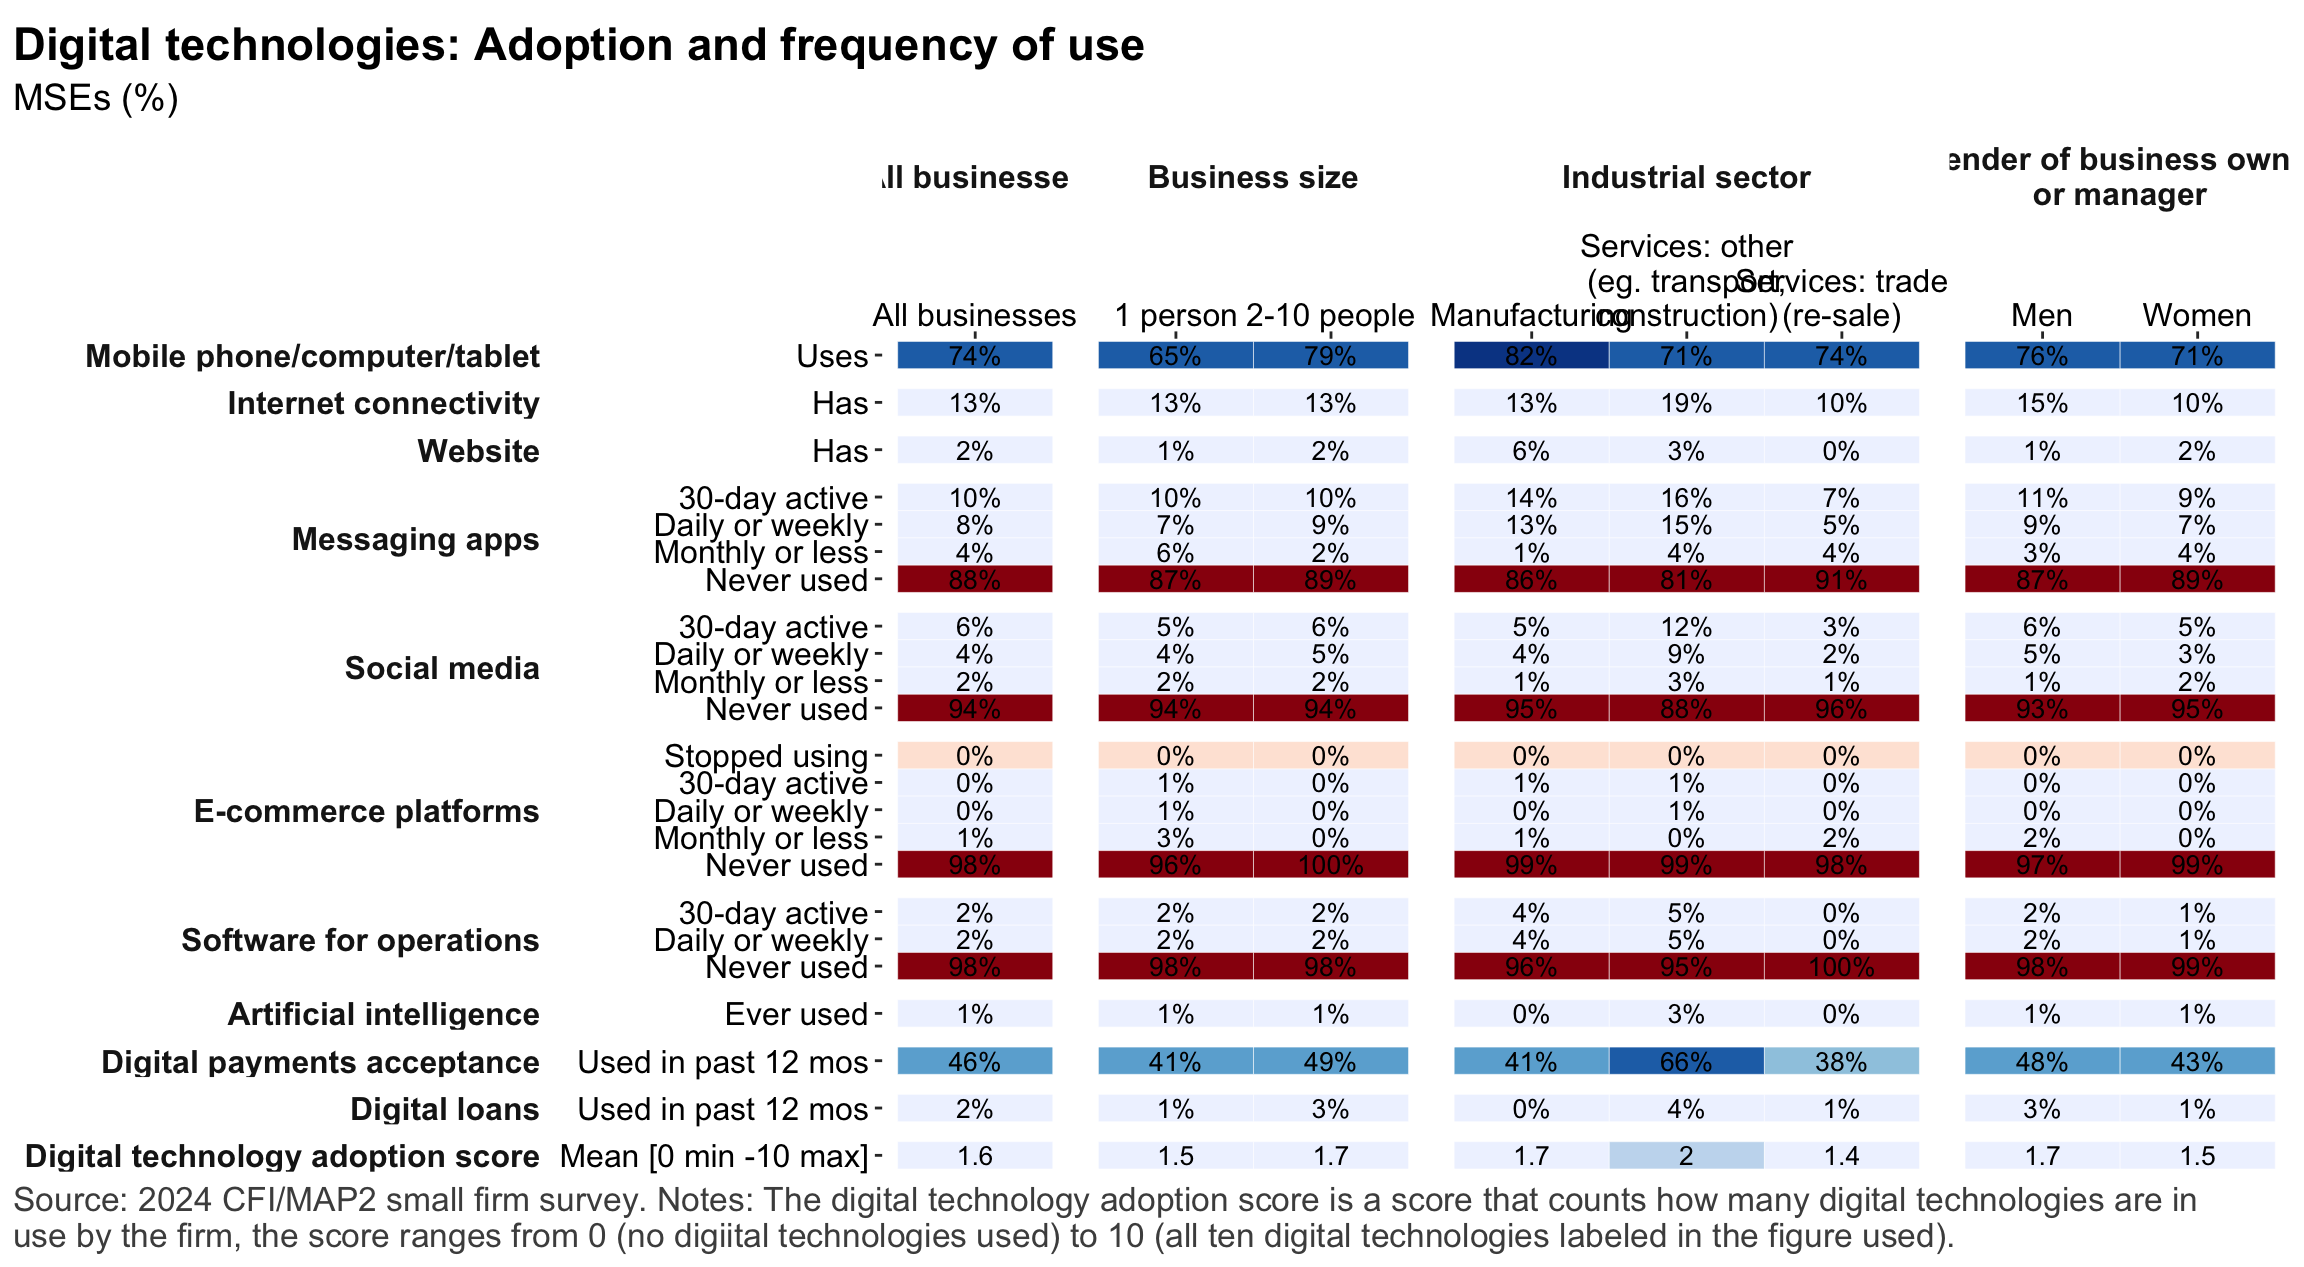 Digital technologies: Adoption and frequency of use
MSEs (%)
ll businesse Business size Industrial sector ender of business own
or manager
Services: other
(eg. transport, Services: trade
All businesses 1 person 2-10 people Manufacturing construction) (re-sale) Men Women
Mobile phone/computer/tablet Uses 74% 65% 79% 82% 71% 74% 76% 71%
Internet connectivity Has 13% 13% 13% 13% 19% 10% 15% 10%
Website Has 2% 1% 2% 6% 3% 0% 1% 2%
Messaging apps
30-day active 10% 10% 10% 14% 16% 7% 11% 9%
Daily or weekly 8% 7% 9% 13% 15% 5% 9% 7%
Monthly or less 4% 6% 2% 1% 4% 4% 3% 4%
Never used 88% 87% 89% 86% 81% 91% 87% 89%
Social media
30-day active 6% 5% 6% 5% 12% 3% 6% 5%
Daily or weekly 4% 4% 5% 4% 9% 2% 5% 3%
Monthly or less 2% 2% 2% 1% 3% 1% 1% 2%
Never used 94% 94% 94% 95% 88% 96% 93% 95%
E-commerce platforms
Stopped using 0% 0% 0% 0% 0% 0% 0% 0%
30-day active 0% 1% 0% 1% 1% 0% 0% 0%
Daily or weekly 0% 1% 0% 0% 1% 0% 0% 0%
Monthly or less 1% 3% 0% 1% 0% 2% 2% 0%
Never used 98% 96% 100% 99% 99% 98% 97% 99%
Software for operations
30-day active 2% 2% 2% 4% 5% 0% 2% 1%
Daily or weekly 2% 2% 2% 4% 5% 0% 2% 1%
Never used 98% 98% 98% 96% 95% 100% 98% 99%
Artificial intelligence Ever used 1% 1% 1% 0% 3% 0% 1% 1%
Digital payments acceptance Used in past 12 mos 46% 41% 49% 41% 66% 38% 48% 43%
Digital loans Used in past 12 mos 2% 1% 3% 0% 4% 1% 3% 1%
Digital technology adoption score Mean [0 min -10 max] 1.6 1.5 1.7 1.7 2 1.4 1.7 1.5
Source: 2024 CFI/MAP2 small firm survey. Notes: The digital technology adoption score is a score that counts how many digital technologies are in
use by the firm, the score ranges from 0 (no digiital technologies used) to 10 (all ten digital technologies labeled in the figure used).